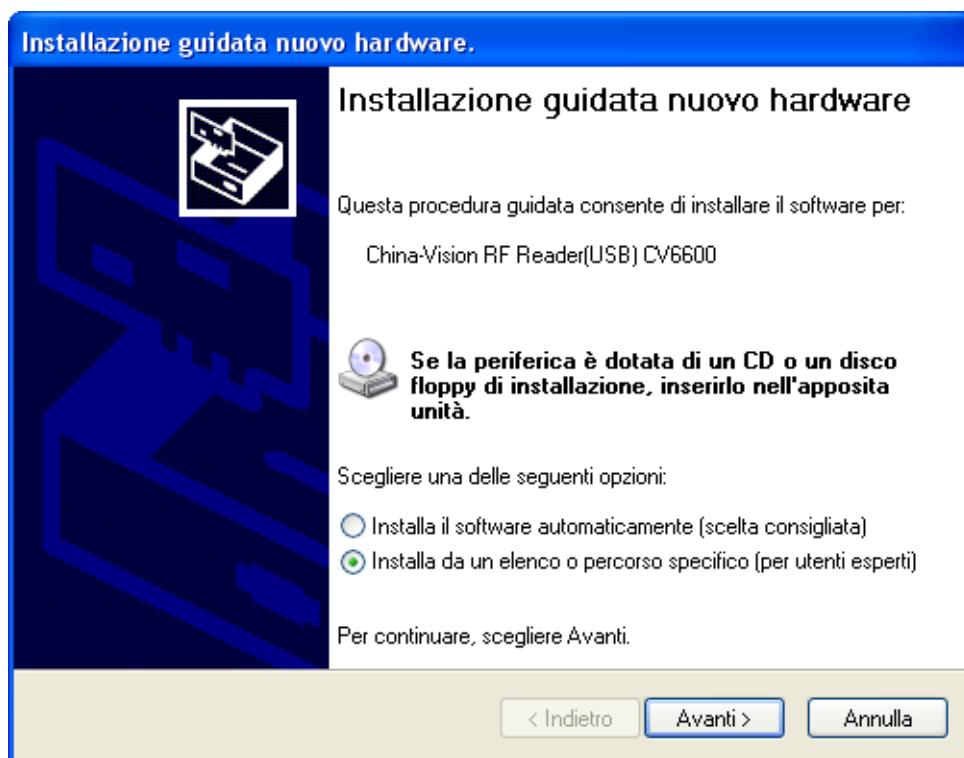 Installazione guidata nuovo hardware.
Installazione guidata nuovo hardware
Questa procedura guidata consente di installare il software per:
China-Vision RF Reader(USB) CV6600
Se la periferica è dotata di un CD o un disco
floppy di installazione, inserirlo nell'apposita
unità.
Scegliere una delle seguenti opzioni:
Installa il software automaticamente (scelta consigliata)
Installa da un elenco o percorso specifico (per utenti esperti)
Per continuare, scegliere Avanti.
< Indietro Avanti > Annulla